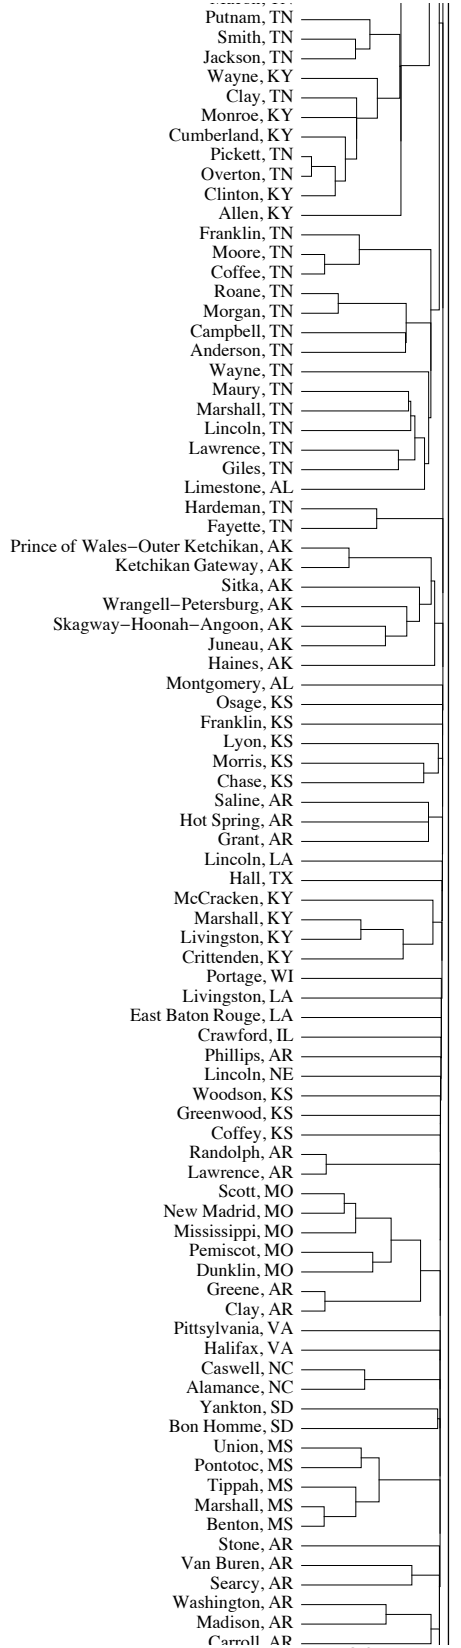 Putnam, TN
Smith, TN
Jackson, TN
Wayne, KY
Clay, TN
Monroe, KY
Cumberland, KY
Pickett, TN
Overton, TN
Clinton, KY
Allen, KY
Franklin, TN
Moore, TN
Coffee, TN
Roane, TN
Morgan, TN
Campbell, TN
Anderson, TN
Wayne, TN
Maury, TN
Marshall, TN
Lincoln, TN
Lawrence, TN
Giles, TN
Limestone, AL
Hardeman, TN
Fayette, TN
Prince of Wales−Outer Ketchikan, AK
Ketchikan Gateway, AK
Sitka, AK
Wrangell−Petersburg, AK
Skagway−Hoonah−Angoon, AK
Juneau, AK
Haines, AK
Montgomery, AL
Osage, KS
Franklin, KS
Lyon, KS
Morris, KS
Chase, KS
Saline, AR
Hot Spring, AR
Grant, AR
Lincoln, LA
Hall, TX
McCracken, KY
Marshall, KY
Livingston, KY
Crittenden, KY
Portage, WI
Livingston, LA
East Baton Rouge, LA
Crawford, IL
Phillips, AR
Lincoln, NE
Woodson, KS
Greenwood, KS
Coffey, KS
Randolph, AR
Lawrence, AR
Scott, MO
New Madrid, MO
Mississippi, MO
Pemiscot, MO
Dunklin, MO
Greene, AR
Clay, AR
Pittsylvania, VA
Halifax, VA
Caswell, NC
Alamance, NC
Yankton, SD
Bon Homme, SD
Union, MS
Pontotoc, MS
Tippah, MS
Marshall, MS
Benton, MS
Stone, AR
Van Buren, AR
Searcy, AR
Washington, AR
Madison, AR
Carroll, AR